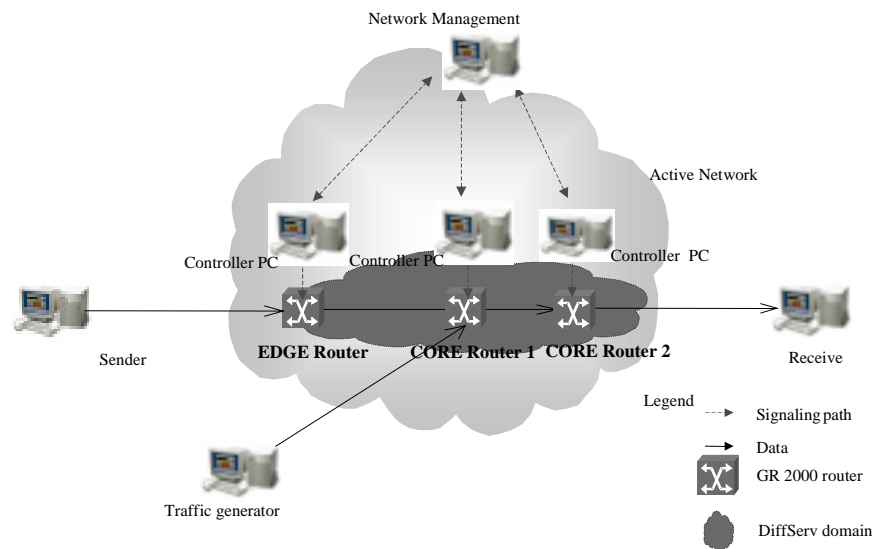 Network Management
Active Network
Controller PC
Controller PC
Controller PC
Sender
EDGE Router
CORE Router 1
CORE Router 2
Receive
Legend
Signaling path
Data
GR 2000 router
Traffic generator
DiffServ domain